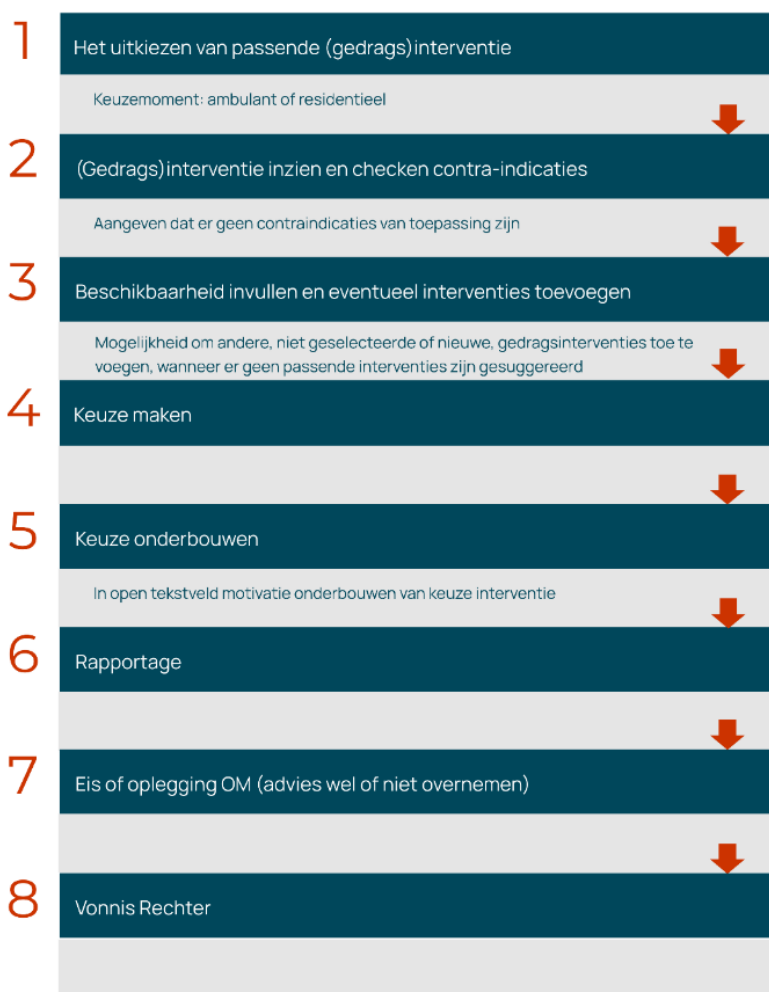 1
Het uitkiezen van passende (gedrags)interventie
Keuzemoment: ambulant of residentieel
2
(Gedrags)interventie inzien en checken contra-indicaties
Aangeven dat er geen contraindicaties van toepassing zijn
3
Beschikbaarheid invullen en eventueel interventies toevoegen
Mogelijkheid om andere, niet geselecteerde of nieuwe, gedragsinterventies toe te
voegen, wanneer er geen passende interventies zijn gesuggereerd
4
Keuze maken
5
Keuze onderbouwen
In open tekstveld motivatie onderbouwen van keuze interventie
6
Rapportage
7
Eis of oplegging OM (advies wel of niet overnemen)
8
Vonnis Rechter